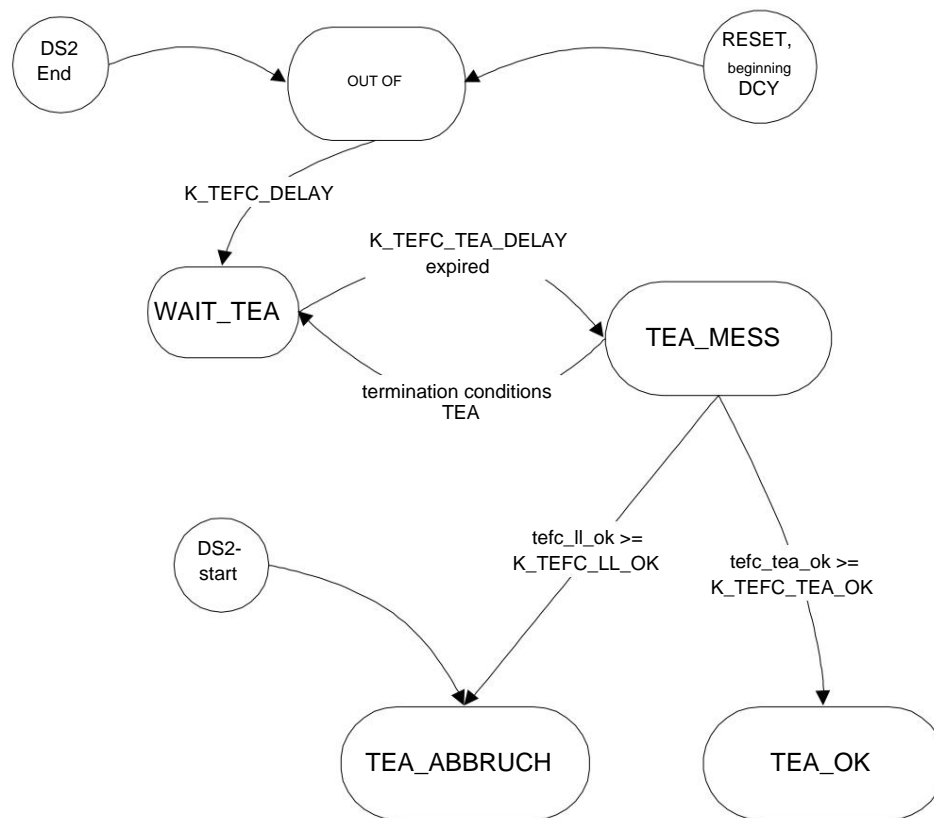 DS2
End
OUT OF
RESET,
beginning
DCY
K_TEFC_DELAY
K_TEFC_TEA_DELAY
expired
WAIT_TEA
TEA_MESS
termination conditions
TEA
DS2-
start
tefc_ll_ok >=
K_TEFC_LL_OK
tefc_tea_ok >=
K_TEFC_TEA_OK
TEA_ABBRUCH
TEA_OK